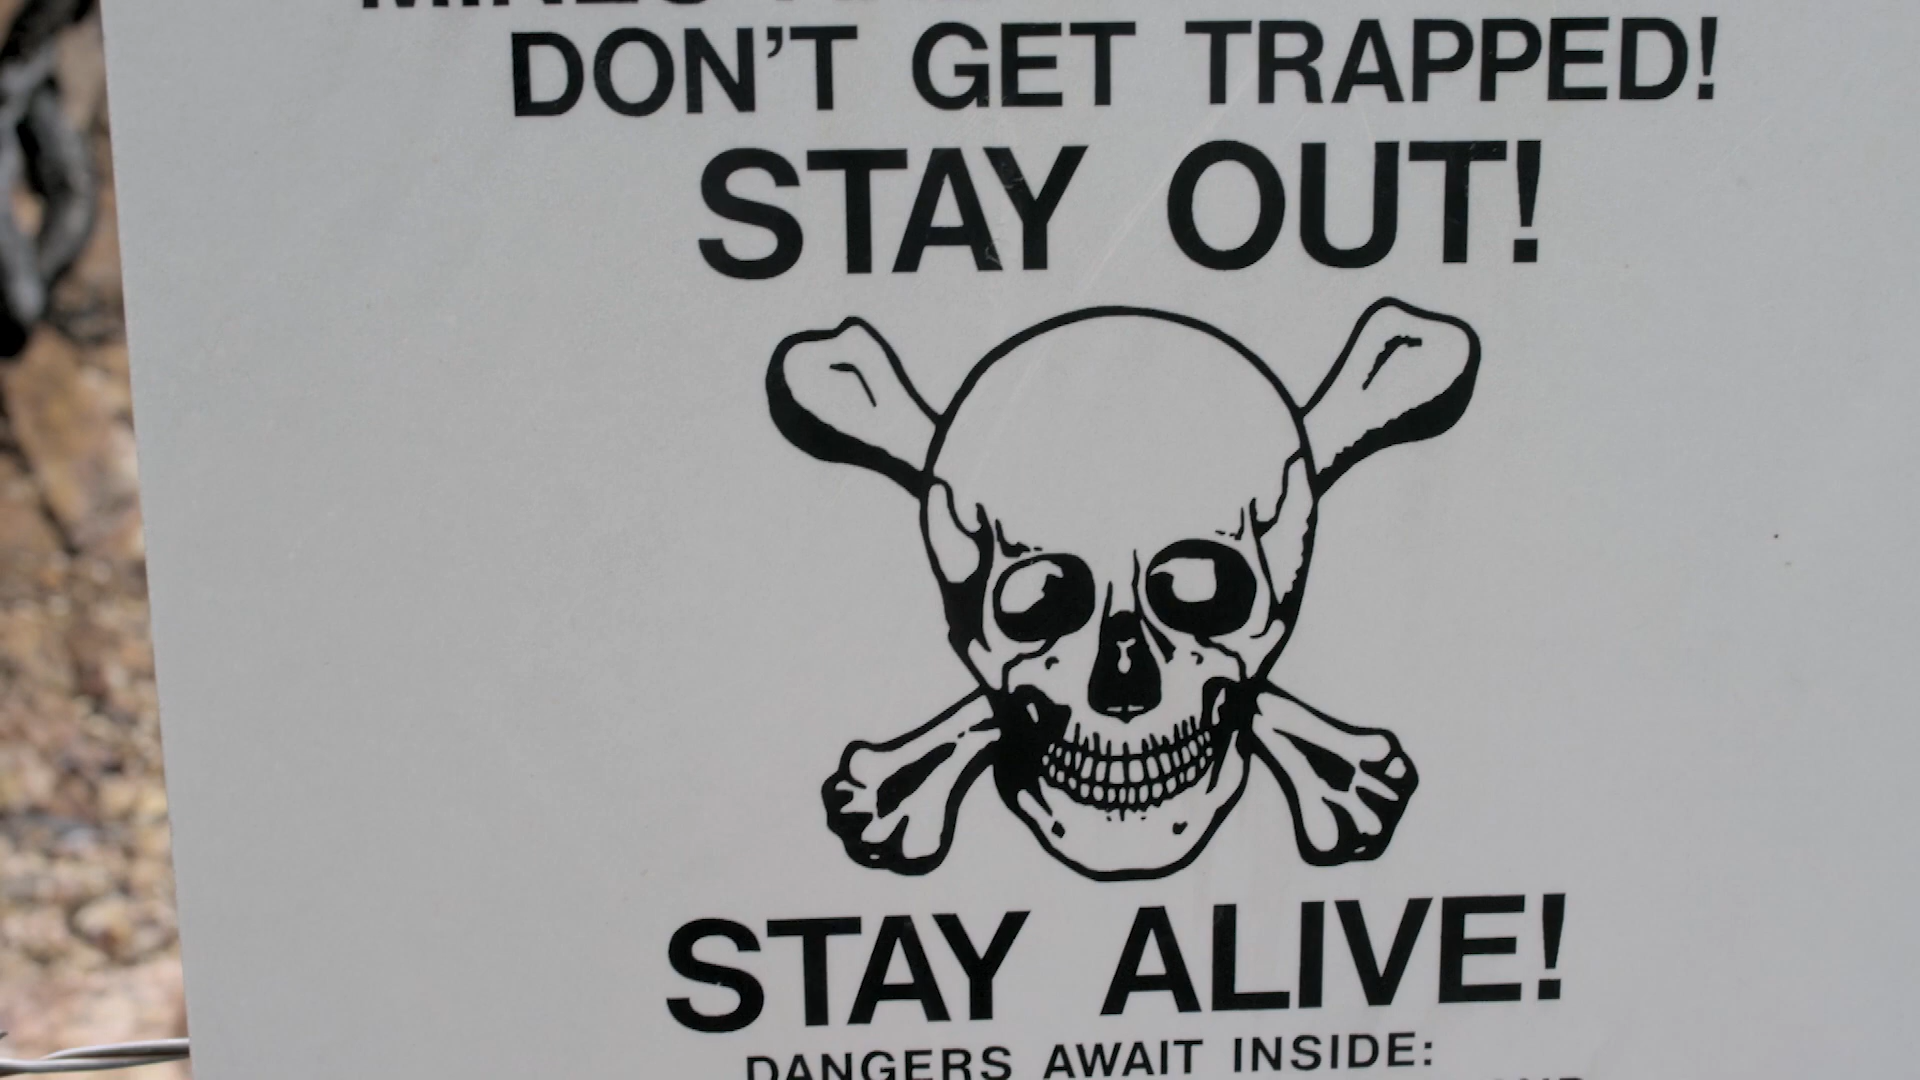 DON'T GET TRAPPED!
STAY OUT!
STAY ALIVE!
DANGERS AWAIT INSIDE: